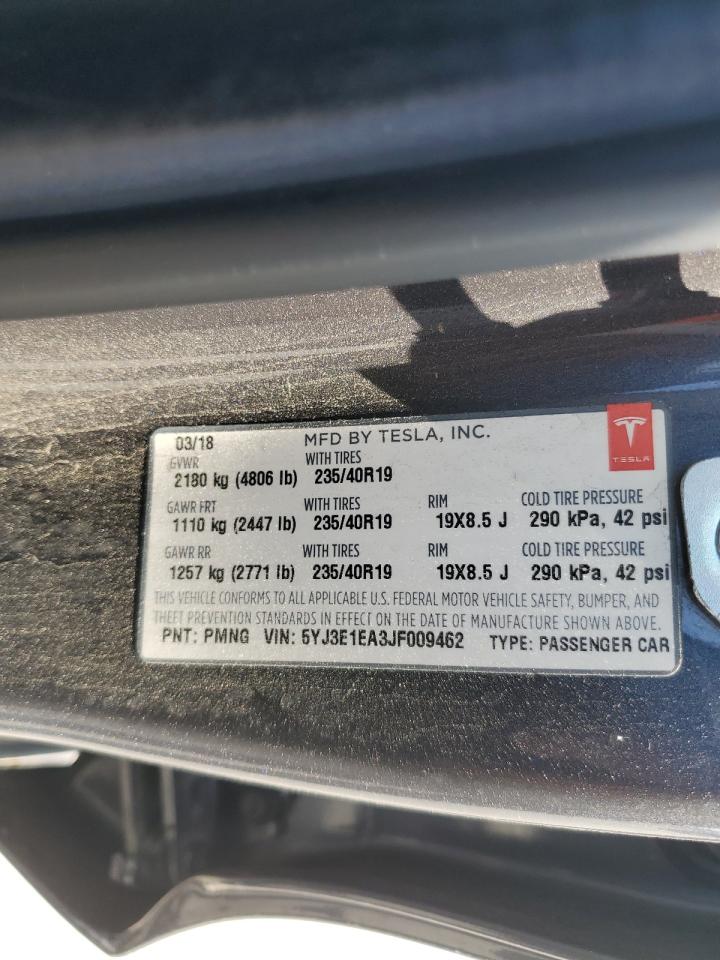 03/18 MFD BY TESLA, INC.
GVWR WITH TIRES
2180 kg (4806 lb) 235/40R19
GAWR FRT WITH TIRES RIM COLD TIRE PRESSURE
1110 kg (2447 lb) 235/40R19 19X8.5 J 290 kPa, 42 psi
GAWR RR WITH TIRES RIM COLD TIRE PRESSURE
1257 kg (2771 lb) 235/40R19 19X8.5 J 290 kPa, 42 psi
THIS VEHICLE CONFORMS TO ALL APPLICABLE U.S. FEDERAL MOTOR VEHICLE SAFETY, BUMPER, AND
THEFT PREVENTION STANDARDS IN EFFECT ON THE DATE OF MANUFACTURE SHOWN ABOVE.
PNT: PMNG VIN: 5YJ3E1EA3JF009462 TYPE: PASSENGER CAR
TESLA